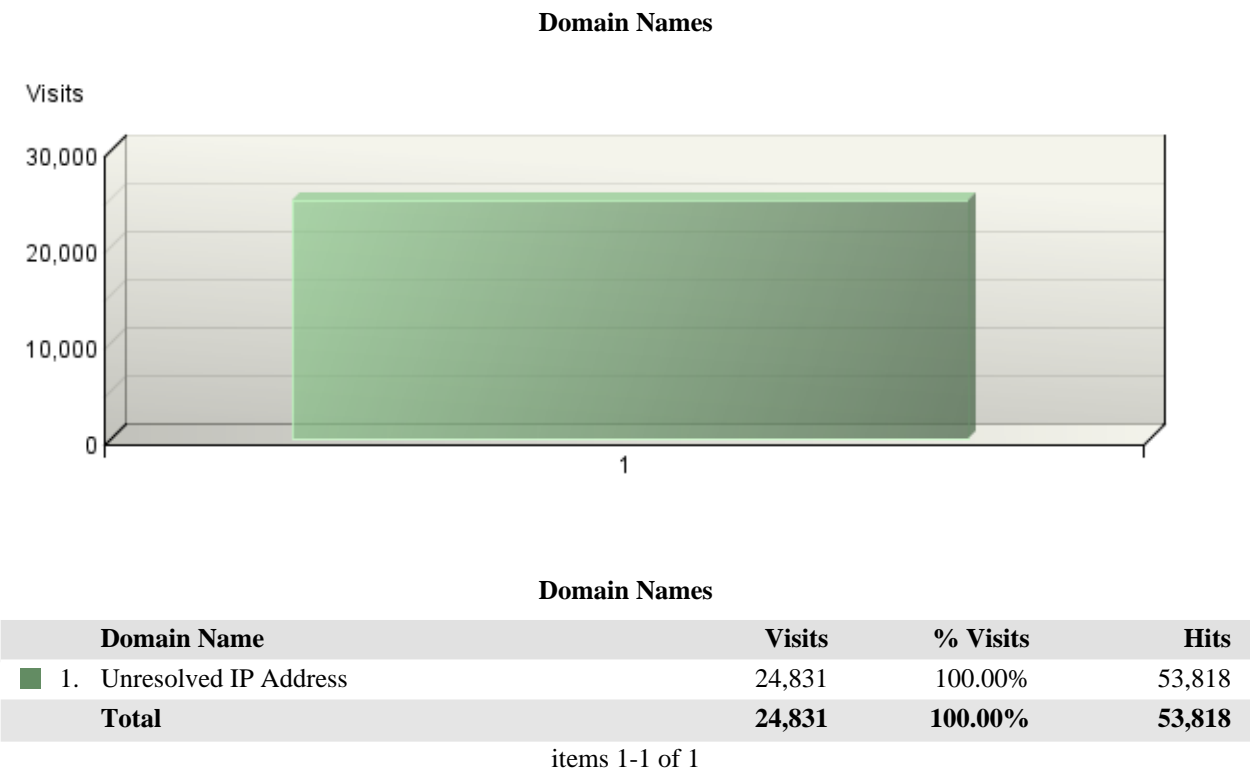 Domain Names
Visits
30,000
20,000
10,000
0
1
Domain Names
Domain Name Visits % Visits Hits
1. Unresolved IP Address 24,831 100.00% 53,818
Total 24,831 100.00% 53,818
items 1-1 of 1